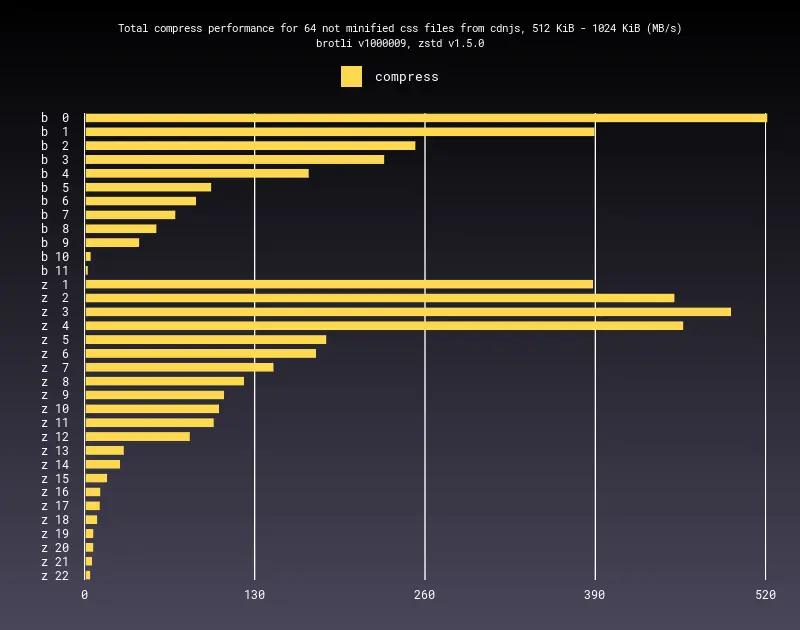 Total compress performance for 64 not minified css files from cdnjs, 512 KiB - 1024 KiB (MB/s)
brotli v1000009, zstd v1.5.0
compress
b 0
b 1
b 2
b 3
b 4
b 5
b 6
b 7
b 8
b 9
b 10
b 11
z 1
z 2
z 3
z 4
z 5
z 6
z 7
z 8
z 9
z 10
z 11
z 12
z 13
z 14
z 15
z 16
z 17
z 18
z 19
z 20
z 21
z 22
0 130 260 390 520